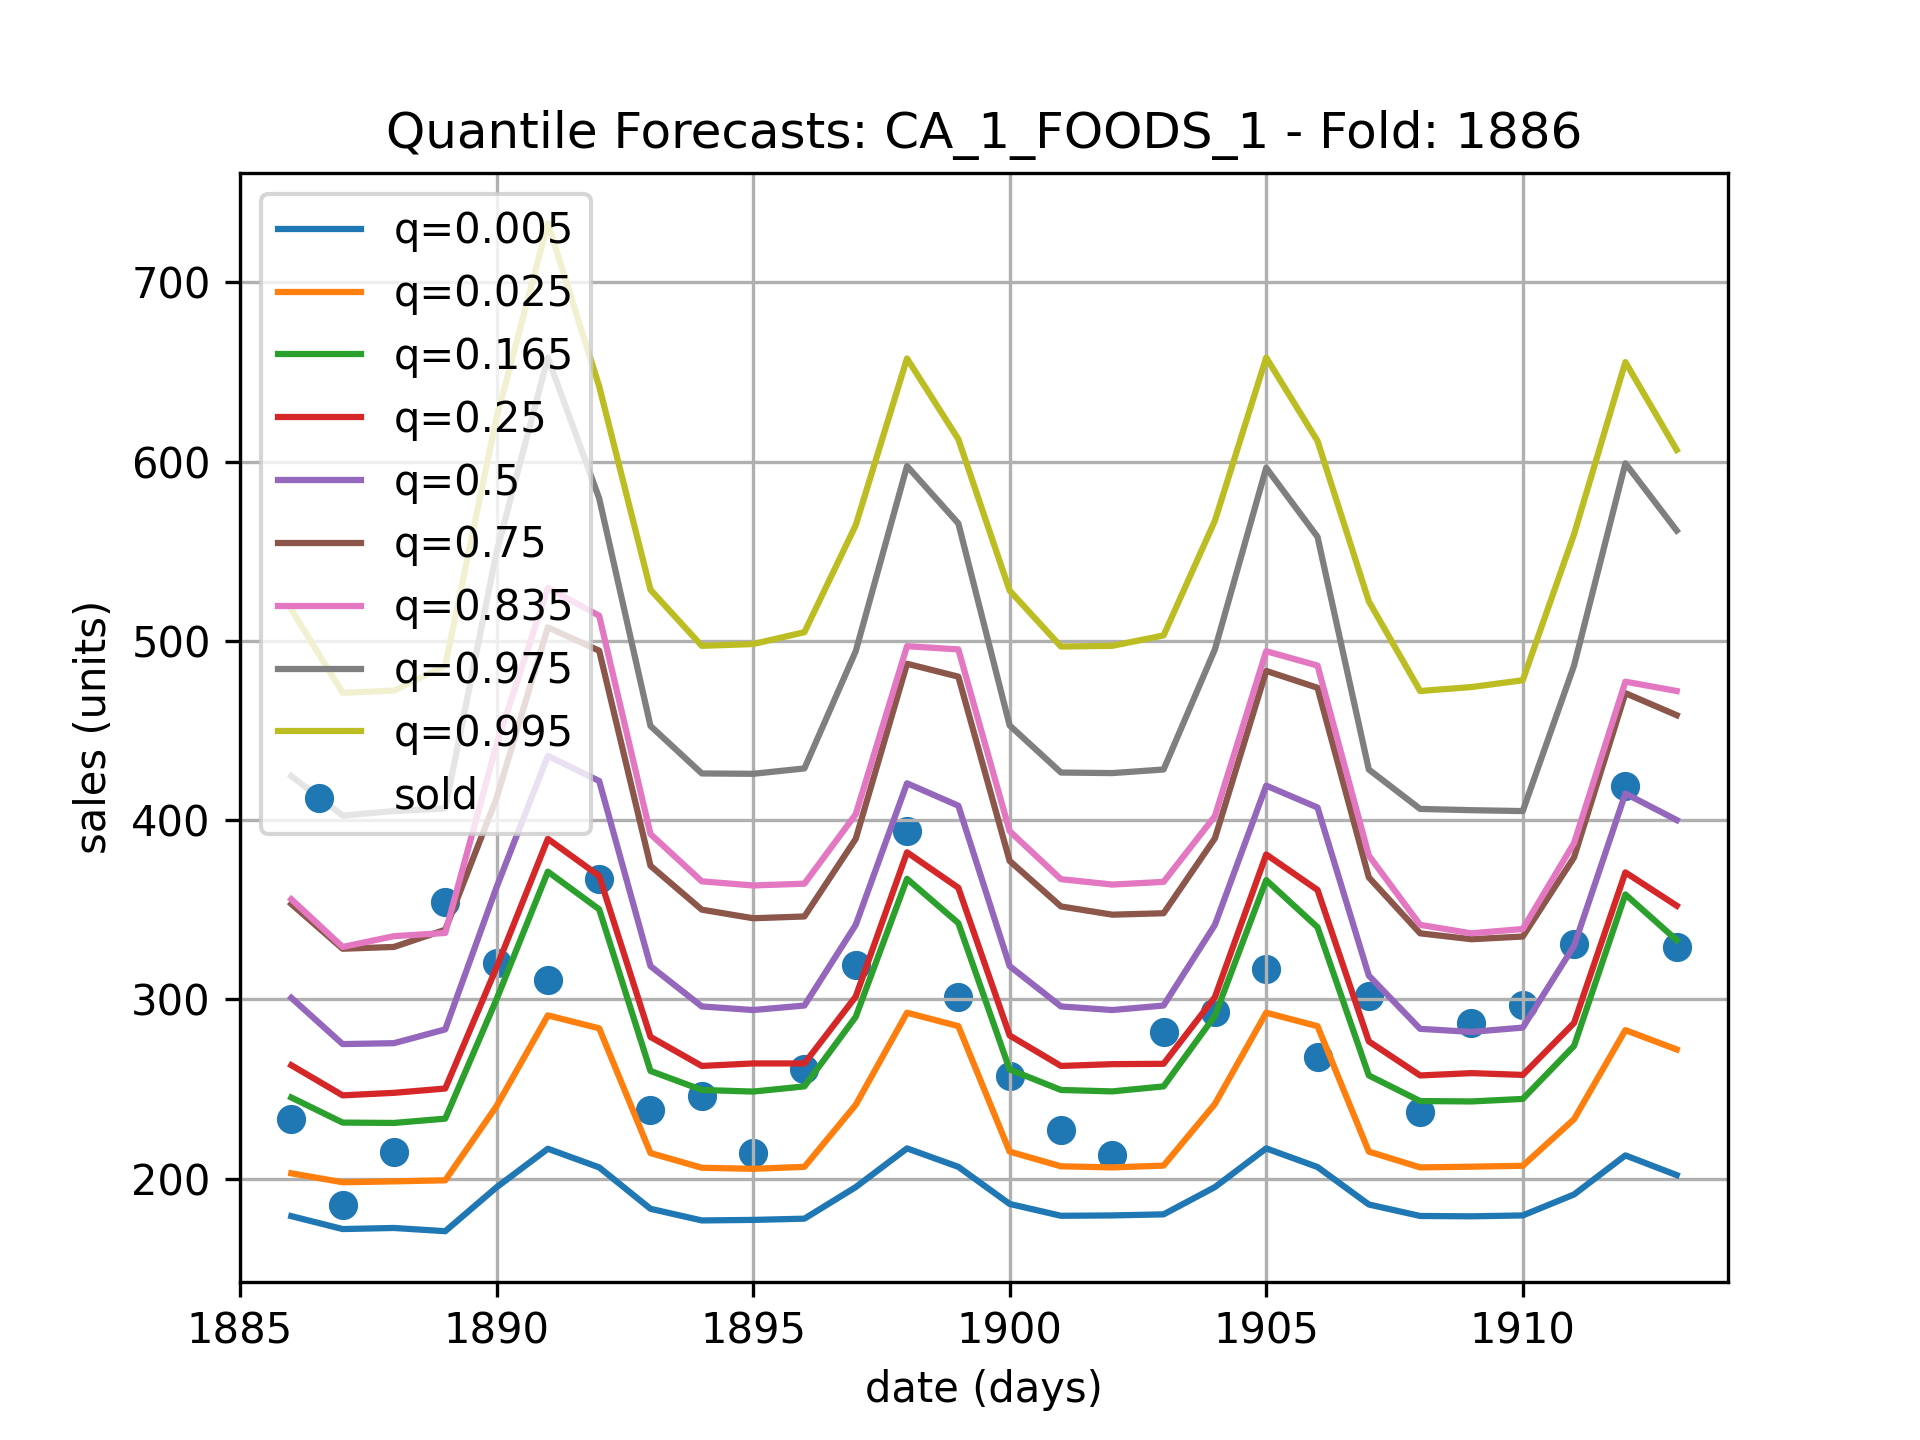 Quantile Forecasts: CA_1_FOODS_1 - Fold: 1886
q=0.005
q=0.025
q=0.165
q=0.25
q=0.5
q=0.75
q=0.835
q=0.975
q=0.995
sold
700
600
500
400
300
200
sales (units)
1885 1890 1895 1900 1905 1910
date (days)